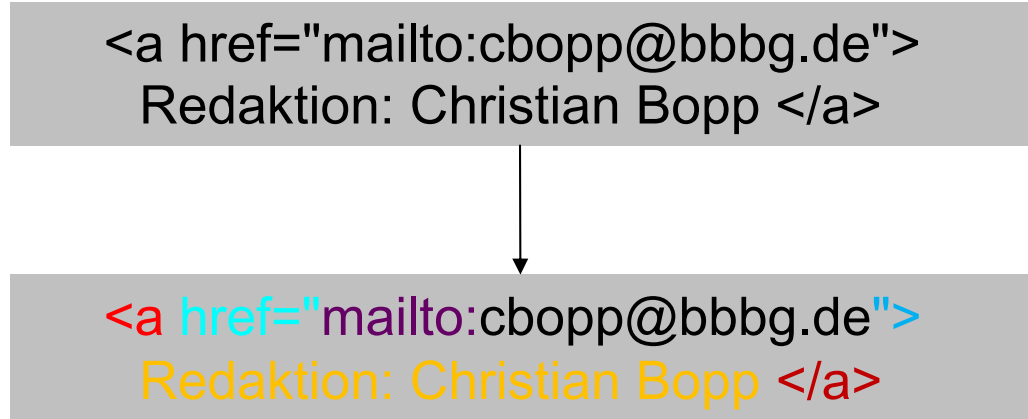 <a href="mailto:cbopp@bbbg.de">
Redaktion: Christian Bopp </a>
<a href="mailto:cbopp@bbbg.de">
Redaktion: Christian Bopp </a>